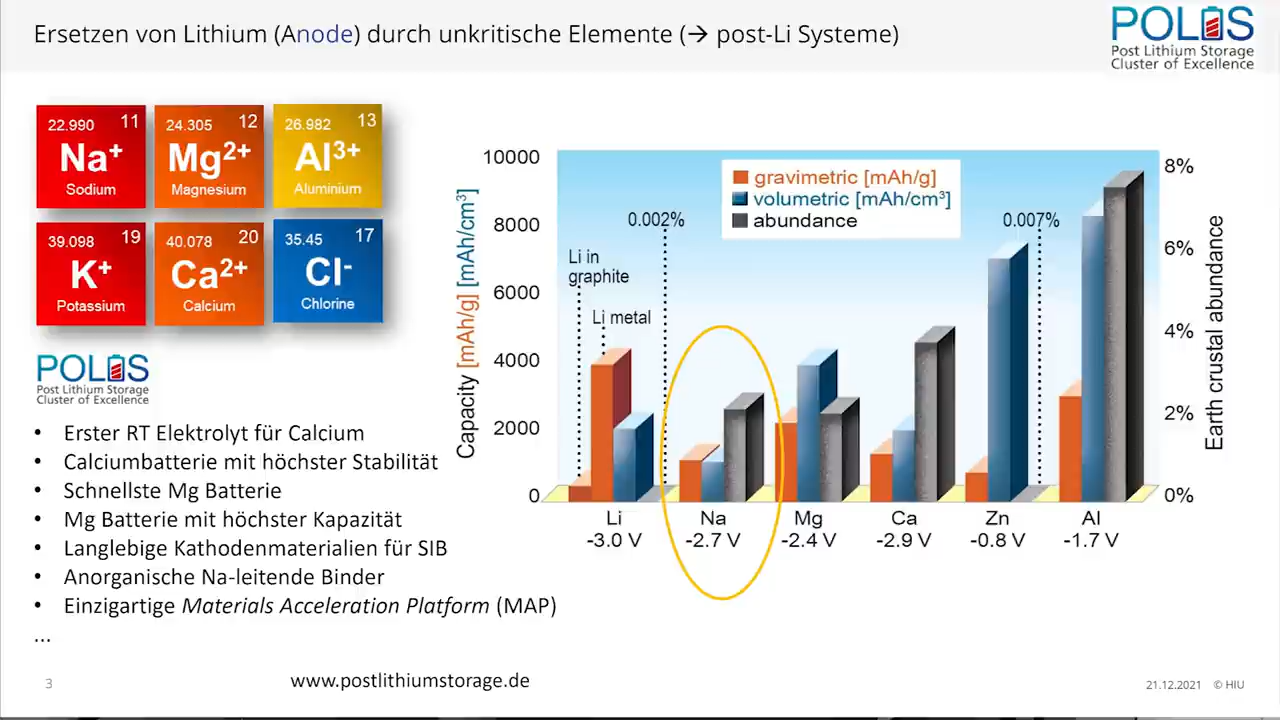 Ersetzen von Lithium (Anode) durch unkritische Elemente (→ post-Li Systeme)
POLiS
Post Lithium Storage
Cluster of Excellence
22.990 11
Na+
Sodium
24.305 12
Mg2+
Magnesium
26.982 13
Al3+
Aluminium
39.098 19
K+
Potassium
40.078 20
Ca2+
Calcium
35.45 17
Cl-
Chlorine
POLiS
Post Lithium Storage
Cluster of Excellence
• Erster RT Elektrolyt für Calcium
• Calciumbatterie mit höchster Stabilität
• Schnellste Mg Batterie
• Mg Batterie mit höchster Kapazität
• Langlebige Kathodenmaterialien für SIB
• Anorganische Na-leitende Binder
• Einzigartige Materials Acceleration Platform (MAP)
...
Capacity [mAh/g] [mAh/cm³]
10000
8000
6000
4000
2000
0
gravimetric [mAh/g]
volumetric [mAh/cm³]
abundance
0.002%
0.007%
Li in
graphite
Li metal
8%
6%
4%
2%
0%
Earth crustal abundance
Li Na Mg Ca Zn Al
-3.0 V -2.7 V -2.4 V -2.9 V -0.8 V -1.7 V
3
www.postlithiumstorage.de
21.12.2021 © HIU